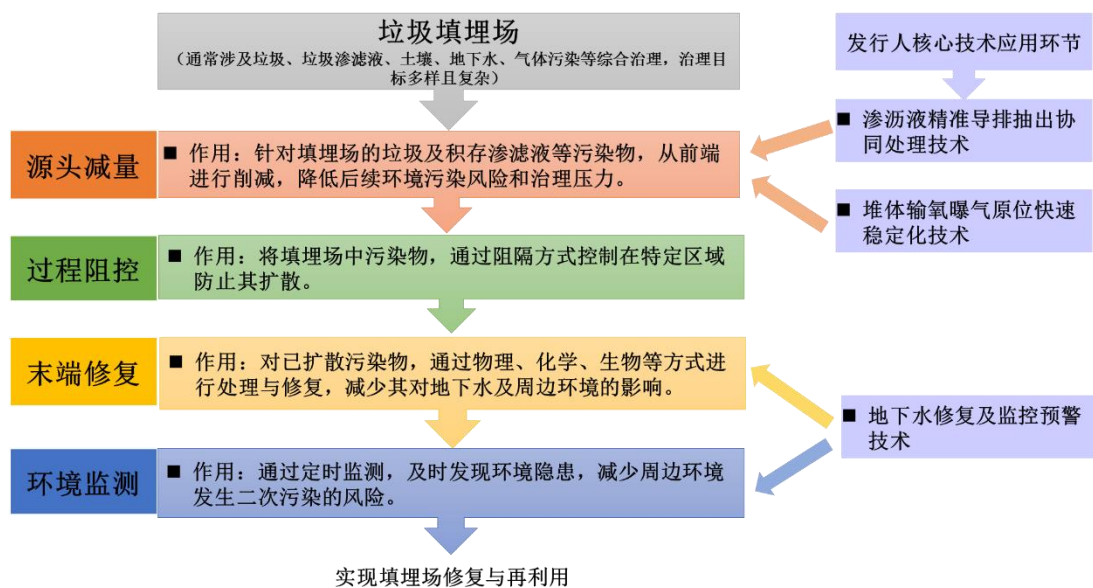 垃圾填埋场
（通常涉及垃圾、垃圾渗滤液、土壤、地下水、气体污染等综合治理，治理目
标多样且复杂）
发行人核心技术应用环节
源头减量
■ 作用：针对填埋场的垃圾及积存渗滤液等污染物，从前端
进行削减，降低后续环境污染风险和治理压力。
■ 渗沥液精准导排抽出协
同处理技术
■ 堆体输氧曝气原位快速
稳定化技术
过程阻控
■ 作用：将填埋场中污染物，通过阻隔方式控制在特定区域
防止其扩散。
末端修复
■ 作用：对已扩散污染物，通过物理、化学、生物等方式进
行处理与修复，减少其对地下水及周边环境的影响。
■ 地下水修复及监控预警
技术
环境监测
■ 作用：通过定时监测，及时发现环境隐患，减少周边环境
发生二次污染的风险。
实现填埋场修复与再利用